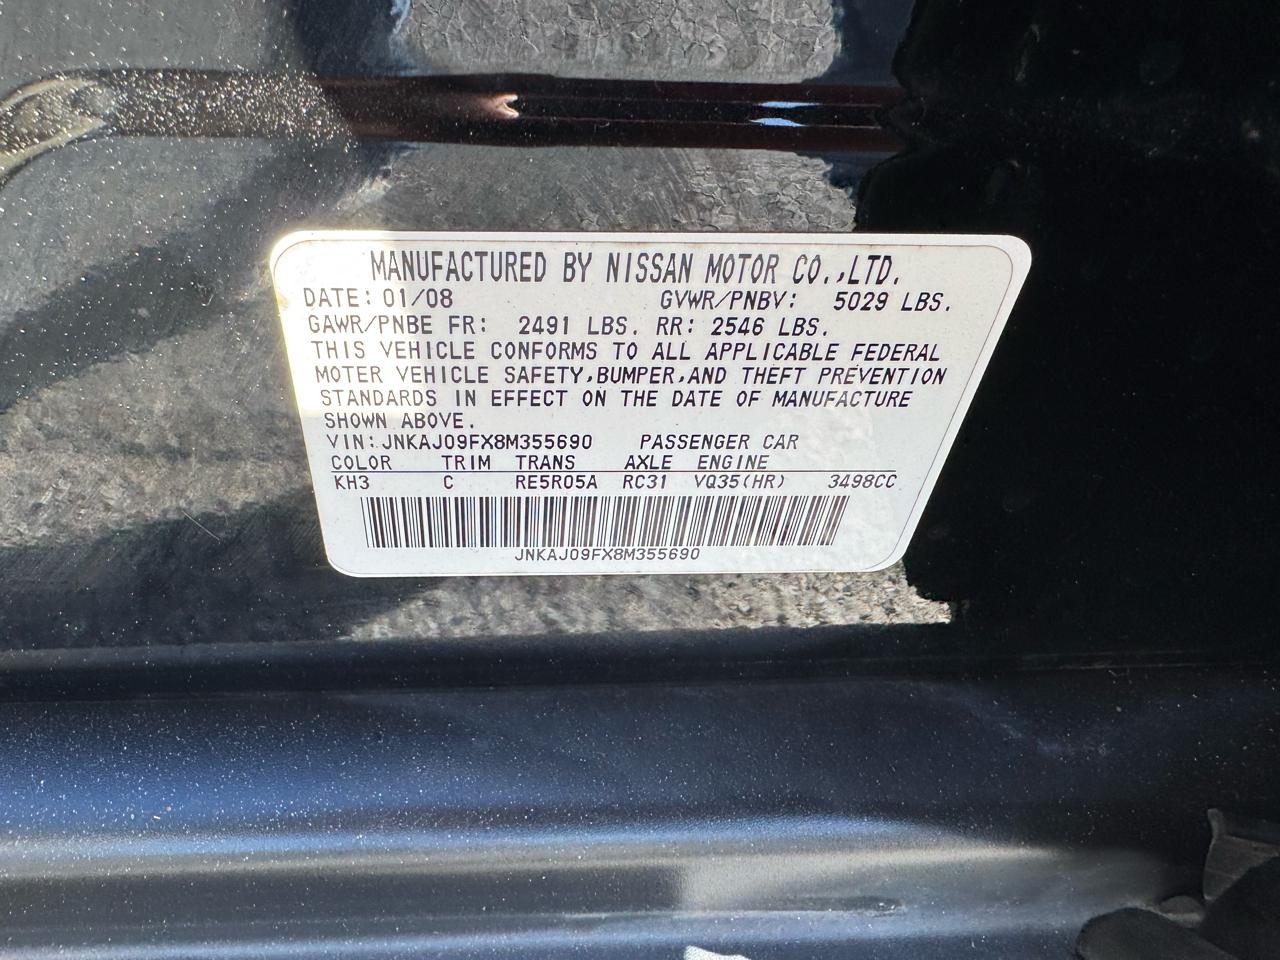 MANUFACTURED BY NISSAN MOTOR CO.,LTD.
DATE: 01/08 GVWR/PNBV: 5029 LBS.
GAWR/PNBE FR: 2491 LBS. RR: 2546 LBS.
THIS VEHICLE CONFORMS TO ALL APPLICABLE FEDERAL
MOTER VEHICLE SAFETY,BUMPER,AND THEFT PREVENTION
STANDARDS IN EFFECT ON THE DATE OF MANUFACTURE
SHOWN ABOVE.
VIN:JNKAJ09FX8M355690 PASSENGER CAR
COLOR TRIM TRANS AXLE ENGINE
KH3 C RE5R05A RC31 VQ35(HR) 3498CC
JNKAJ09FX8M355690